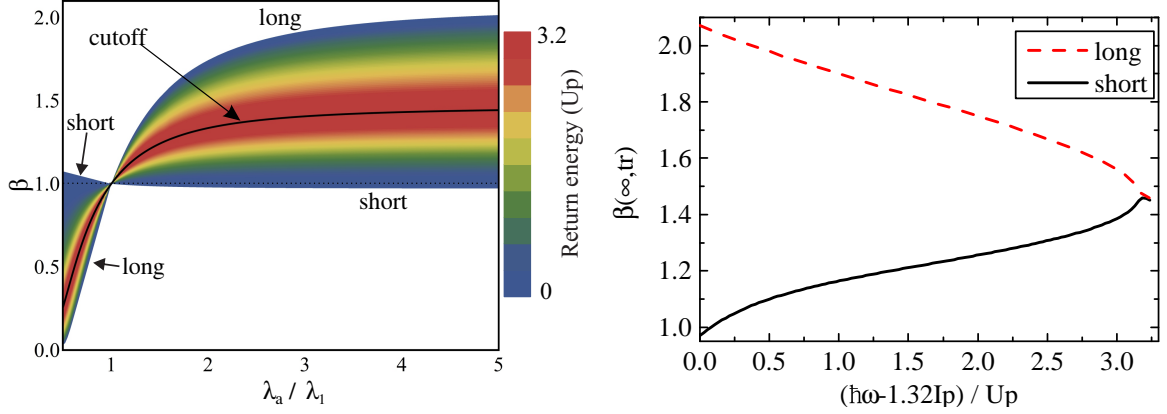 2.0
1.5
1.0
0.5
0.0
β
long
cutoff
short
short
long
1
2
3
4
5
λa / λl
3.2
0
Return energy (Up)
2.0
1.8
1.6
1.4
1.2
1.0
β(∞,tr)
long
short
0.0
0.5
1.0
1.5
2.0
2.5
3.0
(ħω-1.32Ip) / Up